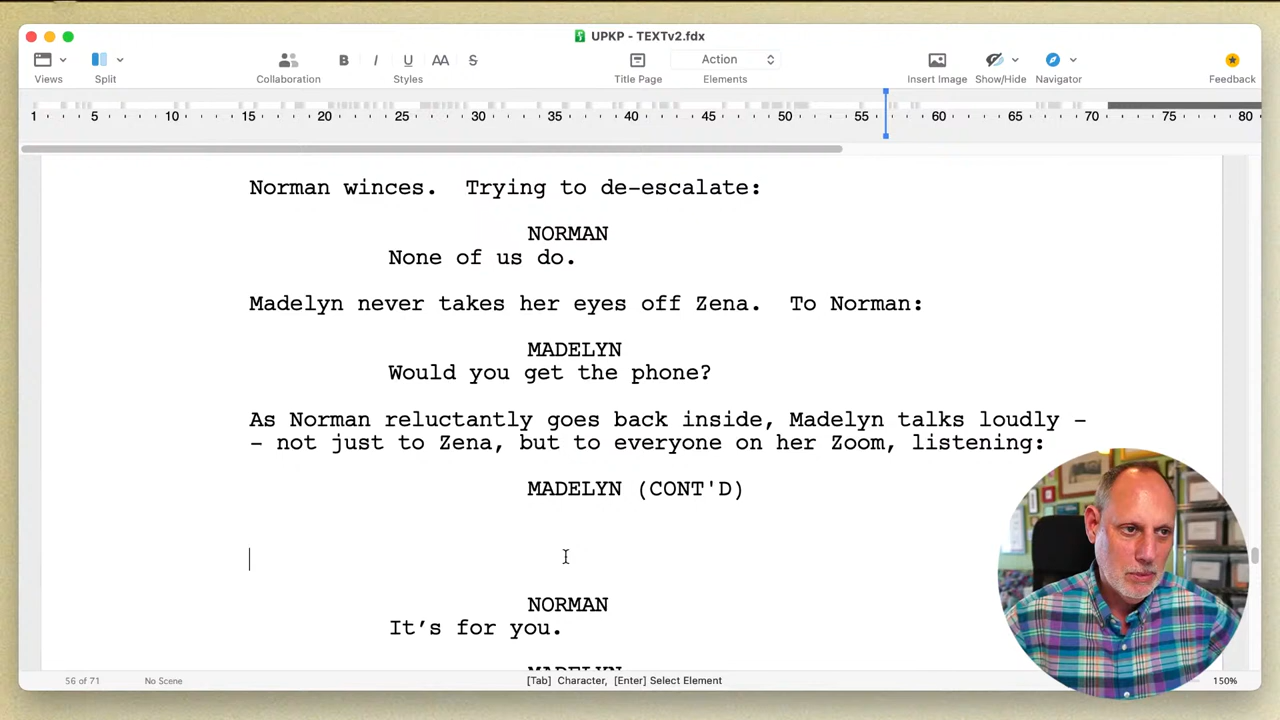 UPKP - TEXTv2.fdx
B I U AA S Action
Views Split Collaboration Styles Title Page Elements Insert Image Show/Hide Navigator Feedback
1 5 10 15 20 25 30 35 40 45 50 55 60 65 70 75 80
Norman winces.  Trying to de-escalate:
NORMAN
None of us do.
Madelyn never takes her eyes off Zena.  To Norman:
MADELYN
Would you get the phone?
As Norman reluctantly goes back inside, Madelyn talks loudly -
- not just to Zena, but to everyone on her Zoom, listening:
MADELYN (CONT'D)
NORMAN
It’s for you.
MADELYN
56 of 71 No Scene [Tab] Character, [Enter] Select Element 150%